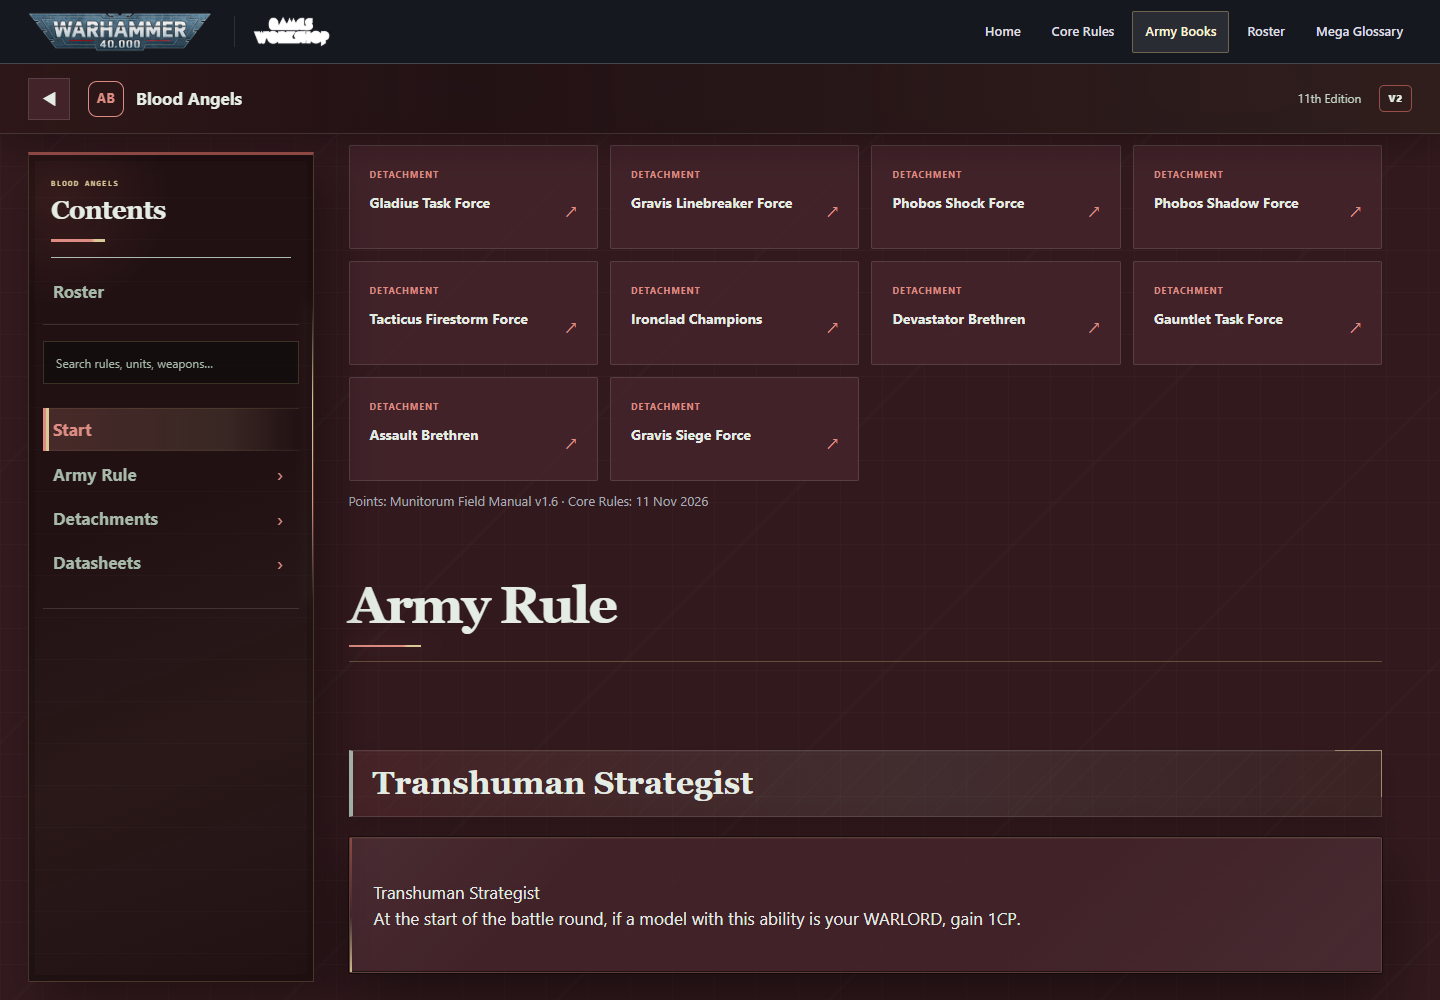 WARHAMMER
40,000
GAMES
WORKSHOP
Home
Core Rules
Army Books
Roster
Mega Glossary
◀
AB
Blood Angels
11th Edition
V2
BLOOD ANGELS
Contents
Roster
Search rules, units, weapons...
Start
Army Rule ›
Detachments ›
Datasheets ›
DETACHMENT
Gladius Task Force
↗
DETACHMENT
Gravis Linebreaker Force
↗
DETACHMENT
Phobos Shock Force
↗
DETACHMENT
Phobos Shadow Force
↗
DETACHMENT
Tacticus Firestorm Force
↗
DETACHMENT
Ironclad Champions
↗
DETACHMENT
Devastator Brethren
↗
DETACHMENT
Gauntlet Task Force
↗
DETACHMENT
Assault Brethren
↗
DETACHMENT
Gravis Siege Force
↗
Points: Munitorum Field Manual v1.6 · Core Rules: 11 Nov 2026
Army Rule
Transhuman Strategist
Transhuman Strategist
At the start of the battle round, if a model with this ability is your WARLORD, gain 1CP.